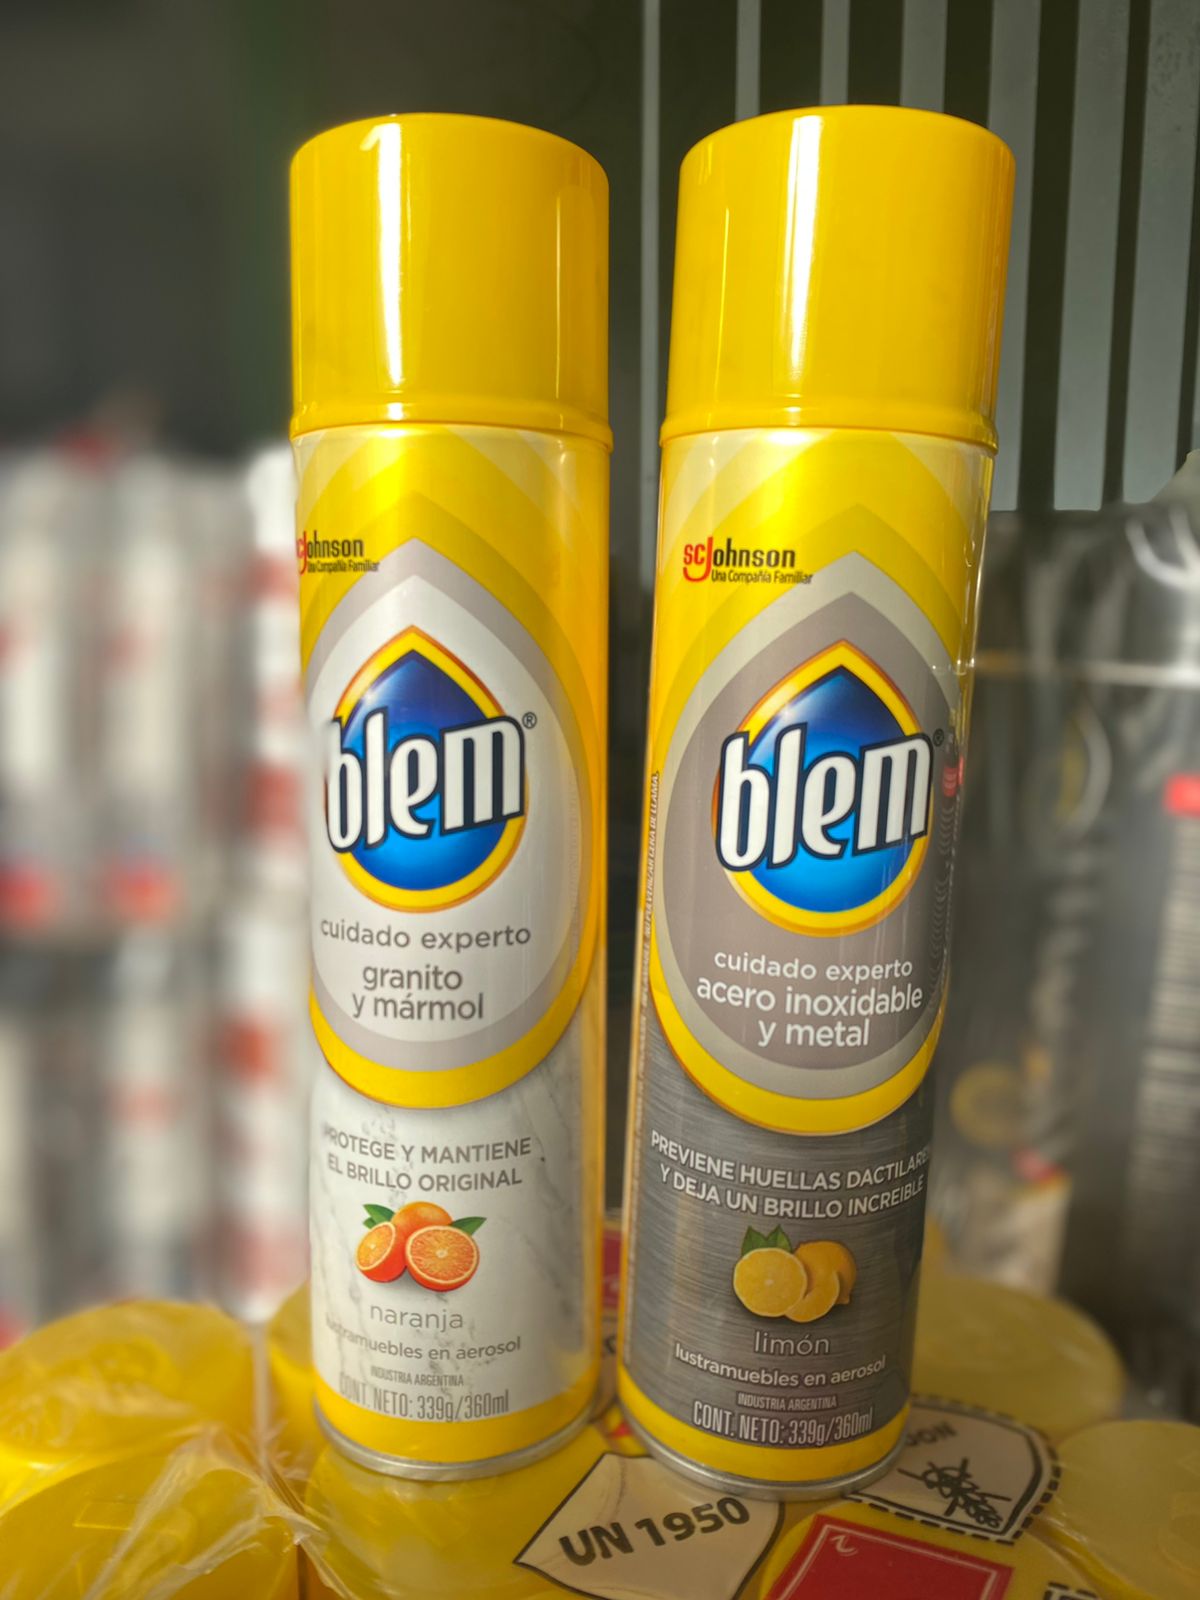 scJohnson
Una Compañía Familiar
blem®
cuidado experto
granito
y mármol
PROTEGE Y MANTIENE
EL BRILLO ORIGINAL
naranja
lustramuebles en aerosol
INDUSTRIA ARGENTINA
CONT. NETO: 339g/360ml
scJohnson
Una Compañía Familiar
blem®
cuidado experto
acero inoxidable
y metal
PREVIENE HUELLAS DACTILARES
Y DEJA UN BRILLO INCREIBLE
limón
lustramuebles en aerosol
INDUSTRIA ARGENTINA
CONT. NETO: 339g/360ml
UN 1950